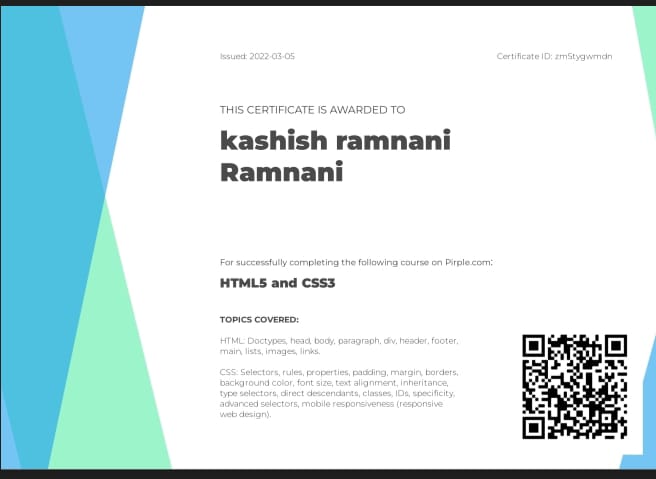 Issued: 2022-03-05
Certificate ID: zm5tygwmdn
THIS CERTIFICATE IS AWARDED TO
kashish ramnani
Ramnani
For successfully completing the following course on Pirple.com:
HTML5 and CSS3
TOPICS COVERED:
HTML: Doctypes, head, body, paragraph, div, header, footer,
main, lists, images, links.
CSS: Selectors, rules, properties, padding, margin, borders,
background color, font size, text alignment, inheritance,
type selectors, direct descendants, classes, IDs, specificity,
advanced selectors, mobile responsiveness (responsive
web design).